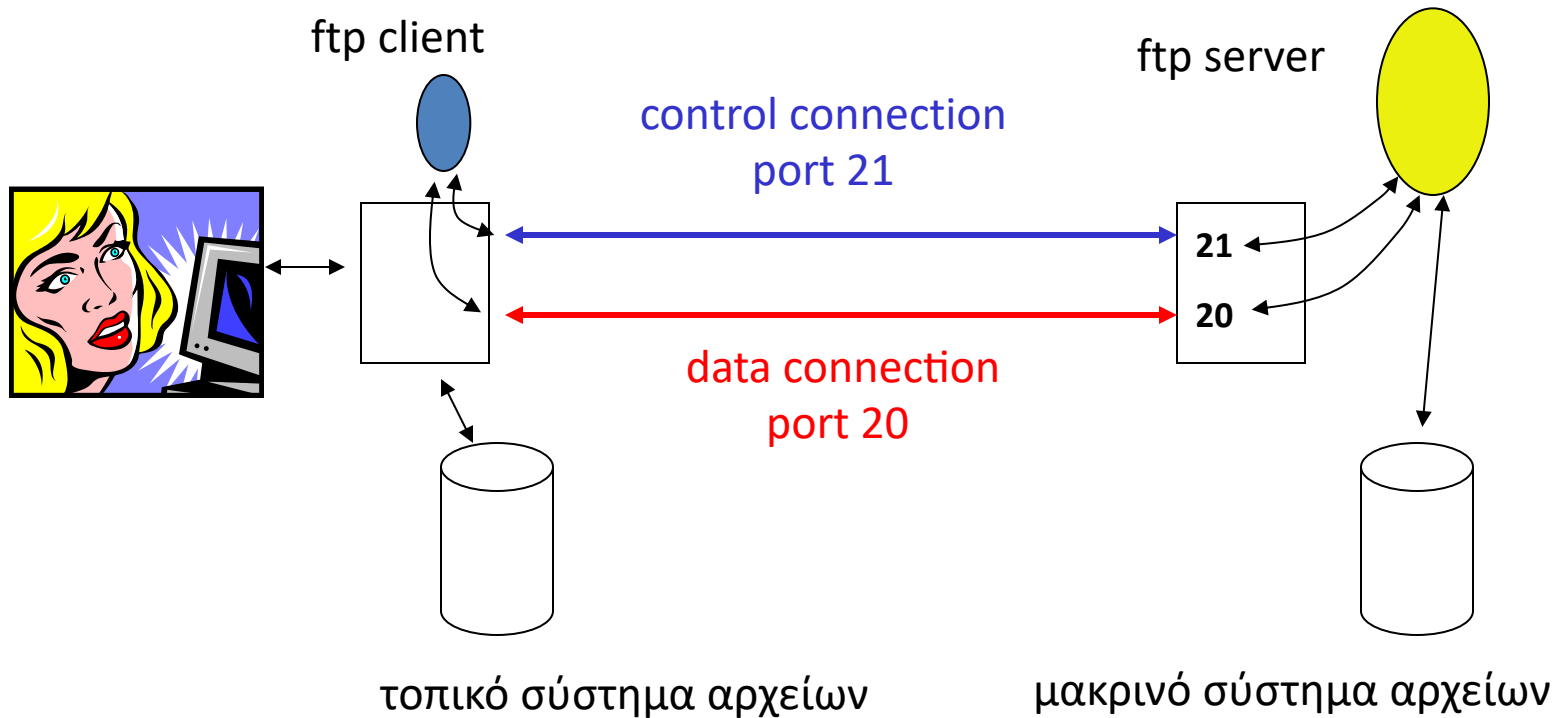 ftp client
ftp server
control connection
port 21
21
20
data connection
port 20
τοπικό σύστημα αρχείων
μακρινό σύστημα αρχείων